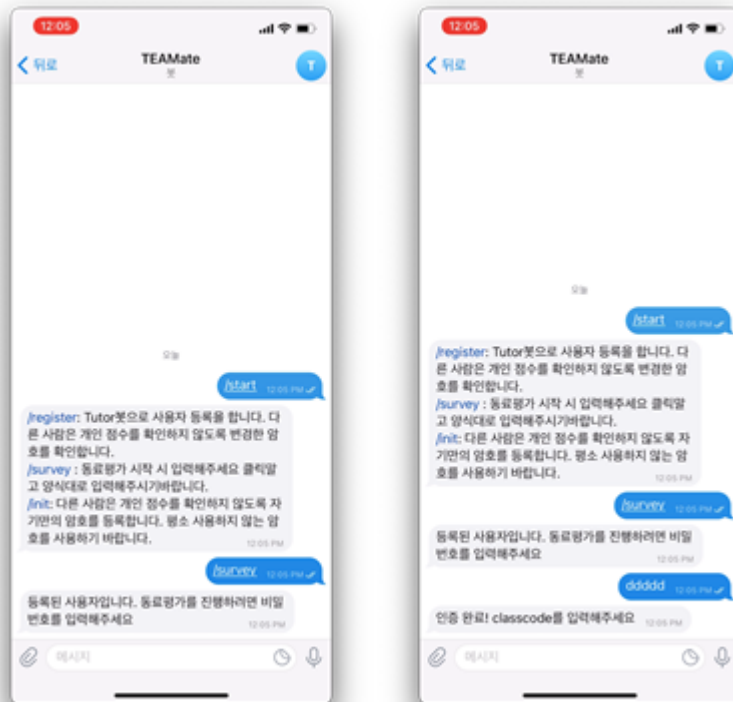 12:05
뒤로
TEAMate
봇
T
오늘
/start 12:05 PM
/register: Tutor봇으로 사용자 등록을 합니다. 다
른 사람은 개인 점수를 확인하지 않도록 변경한 암
호를 확인합니다.
/survey : 동료평가 시작 시 입력해주세요 클릭말
고 양식대로 입력해주시기바랍니다.
/init: 다른 사람은 개인 점수를 확인하지 않도록 자
기만의 암호를 등록합니다. 평소 사용하지 않는 암
호를 사용하기 바랍니다.
12:05 PM
/survey 12:05 PM
등록된 사용자입니다. 동료평가를 진행하려면 비밀
번호를 입력해주세요
12:05 PM
메시지
12:05
뒤로
TEAMate
봇
T
오늘
/start 12:05 PM
/register: Tutor봇으로 사용자 등록을 합니다. 다
른 사람은 개인 점수를 확인하지 않도록 변경한 암
호를 확인합니다.
/survey : 동료평가 시작 시 입력해주세요 클릭말
고 양식대로 입력해주시기바랍니다.
/init: 다른 사람은 개인 점수를 확인하지 않도록 자
기만의 암호를 등록합니다. 평소 사용하지 않는 암
호를 사용하기 바랍니다.
12:05 PM
/survey 12:05 PM
등록된 사용자입니다. 동료평가를 진행하려면 비밀
번호를 입력해주세요
12:05 PM
ddddd 12:05 PM
인증 완료! classcode를 입력해주세요 12:05 PM
메시지